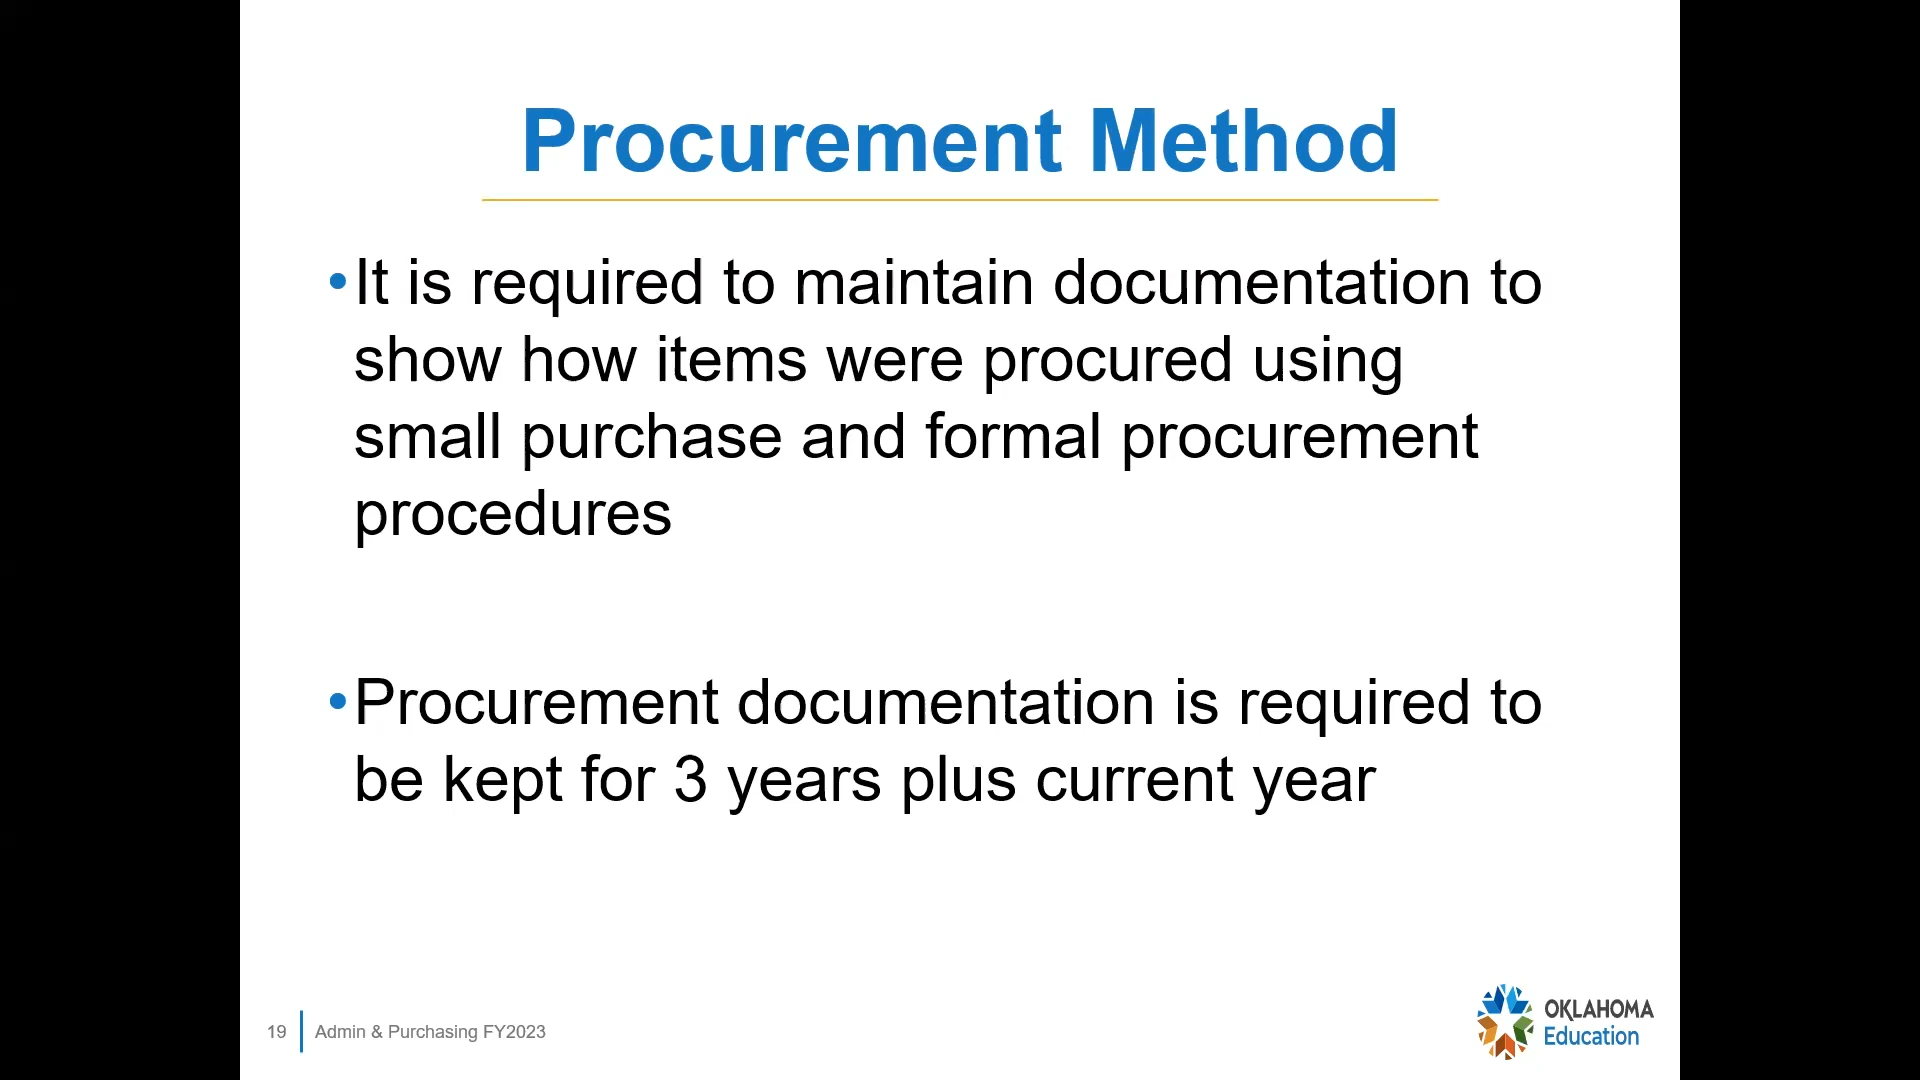 Procurement Method
•It is required to maintain documentation to
show how items were procured using
small purchase and formal procurement
procedures
•Procurement documentation is required to
be kept for 3 years plus current year
19 Admin & Purchasing FY2023
OKLAHOMA
Education